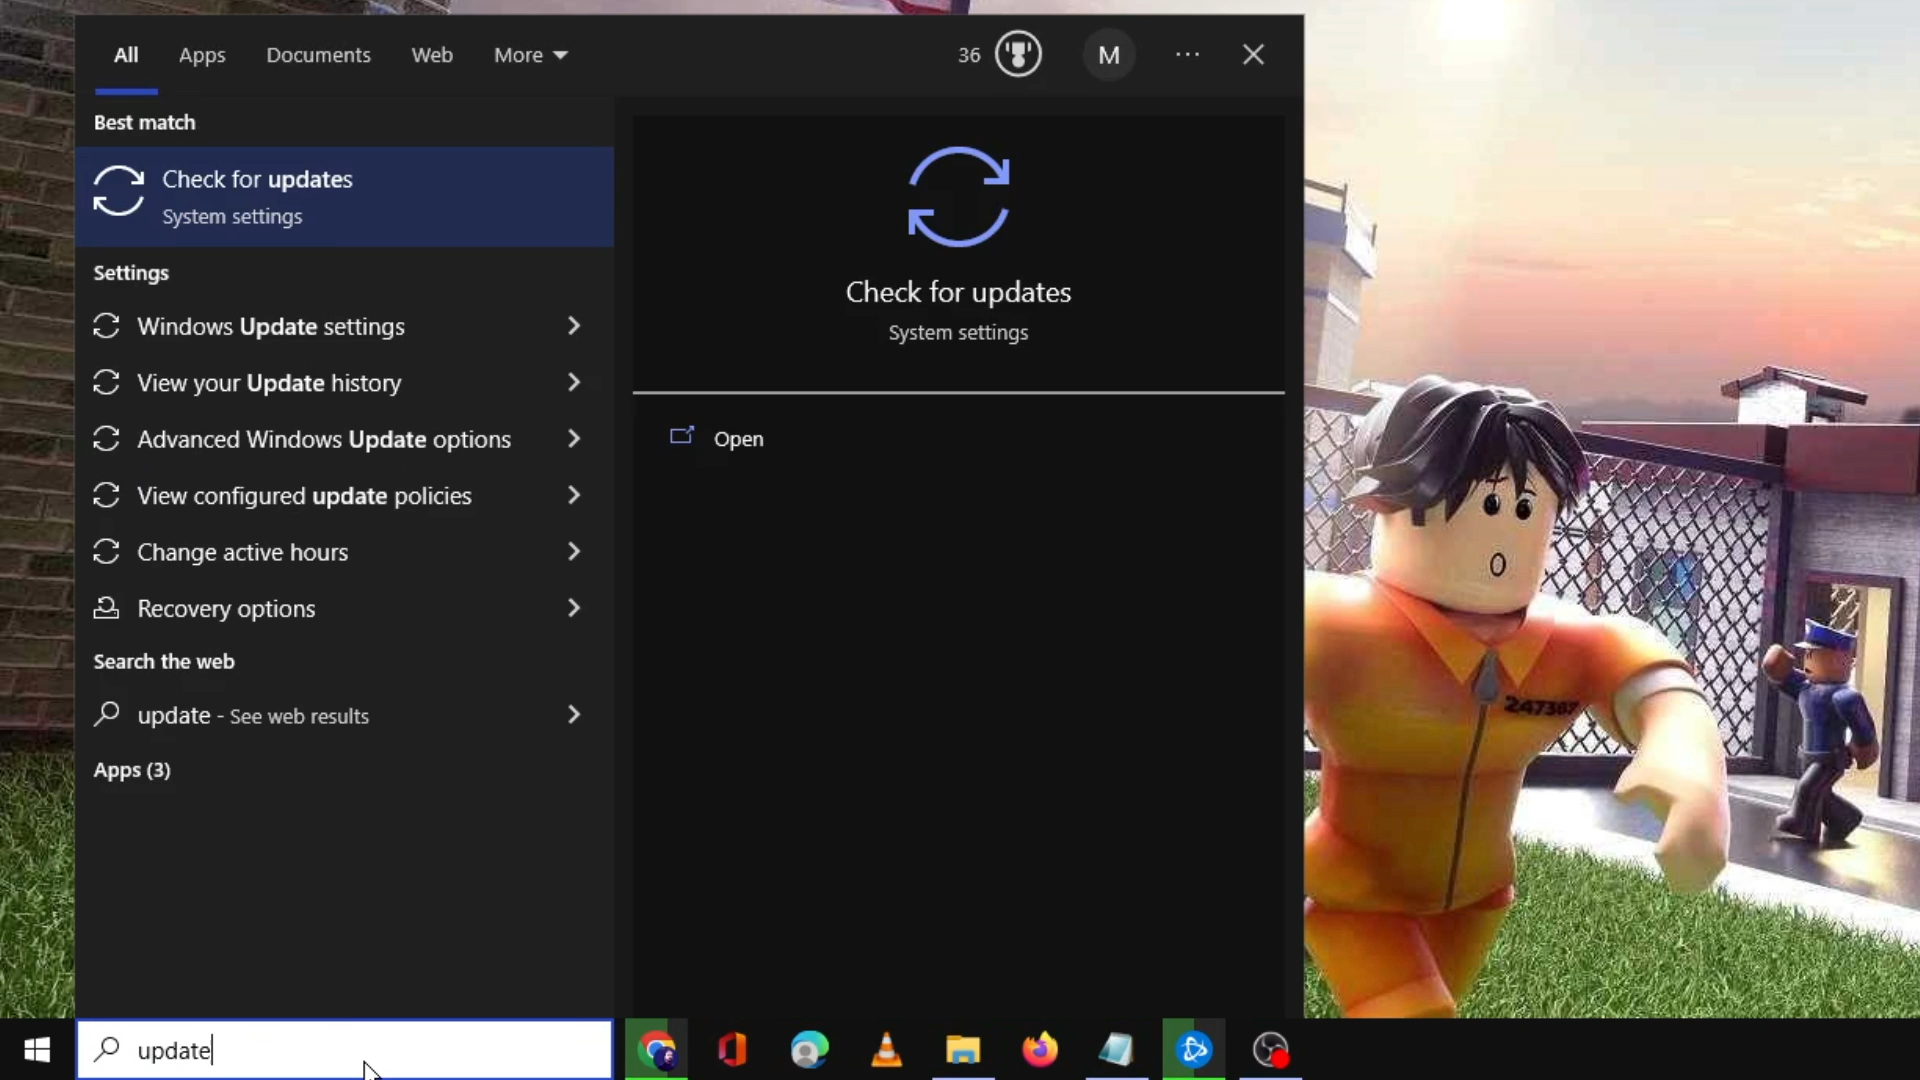 All Apps Documents Web More 36 M ...
Best match
Check for updates
System settings
Settings
Windows Update settings
View your Update history
Advanced Windows Update options
View configured update policies
Change active hours
Recovery options
Search the web
update - See web results
Apps (3)
Check for updates
System settings
Open
247387
update